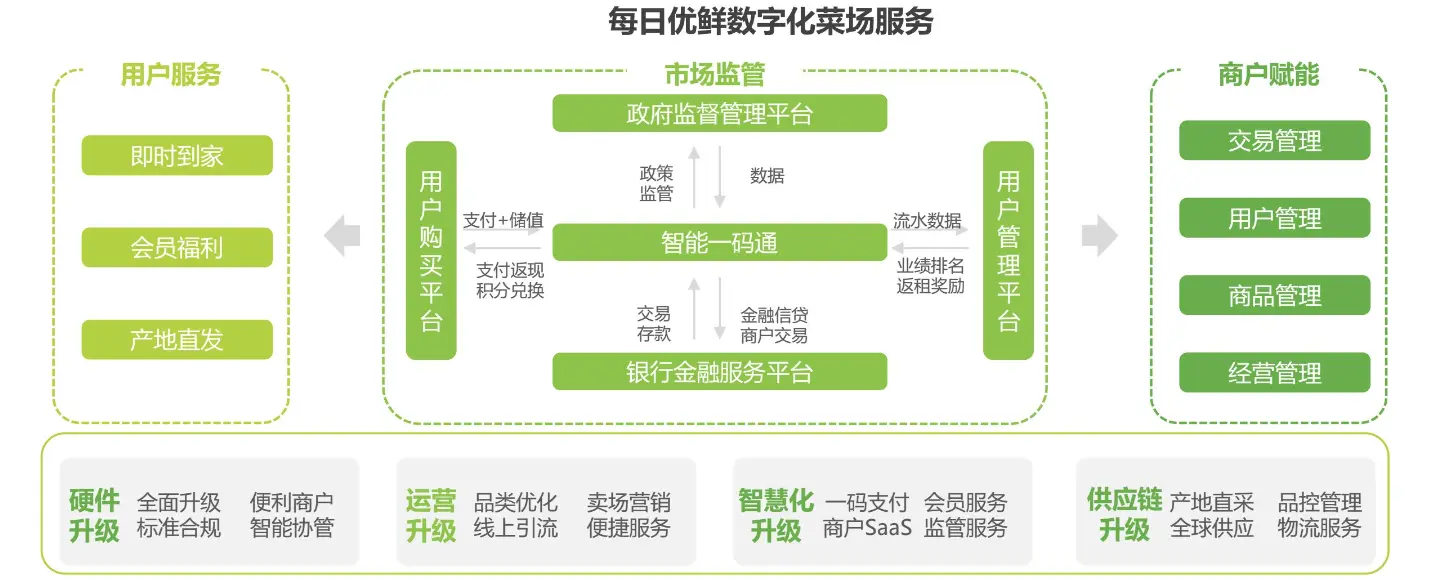 每日优鲜数字化菜场服务
用户服务
即时到家
会员福利
产地直发
市场监管
政府监督管理平台
政策
监管
数据
用户购买平台
支付+储值
支付返现
积分兑换
智能一码通
流水数据
业绩排名
返租奖励
用户管理平台
交易
存款
金融信贷
商户交易
银行金融服务平台
商户赋能
交易管理
用户管理
商品管理
经营管理
硬件
升级
全面升级 便利商户
标准合规 智能协管
运营
升级
品类优化 卖场营销
线上引流 便捷服务
智慧化
升级
一码支付 会员服务
商户SaaS 监管服务
供应链
升级
产地直采 品控管理
全球供应 物流服务